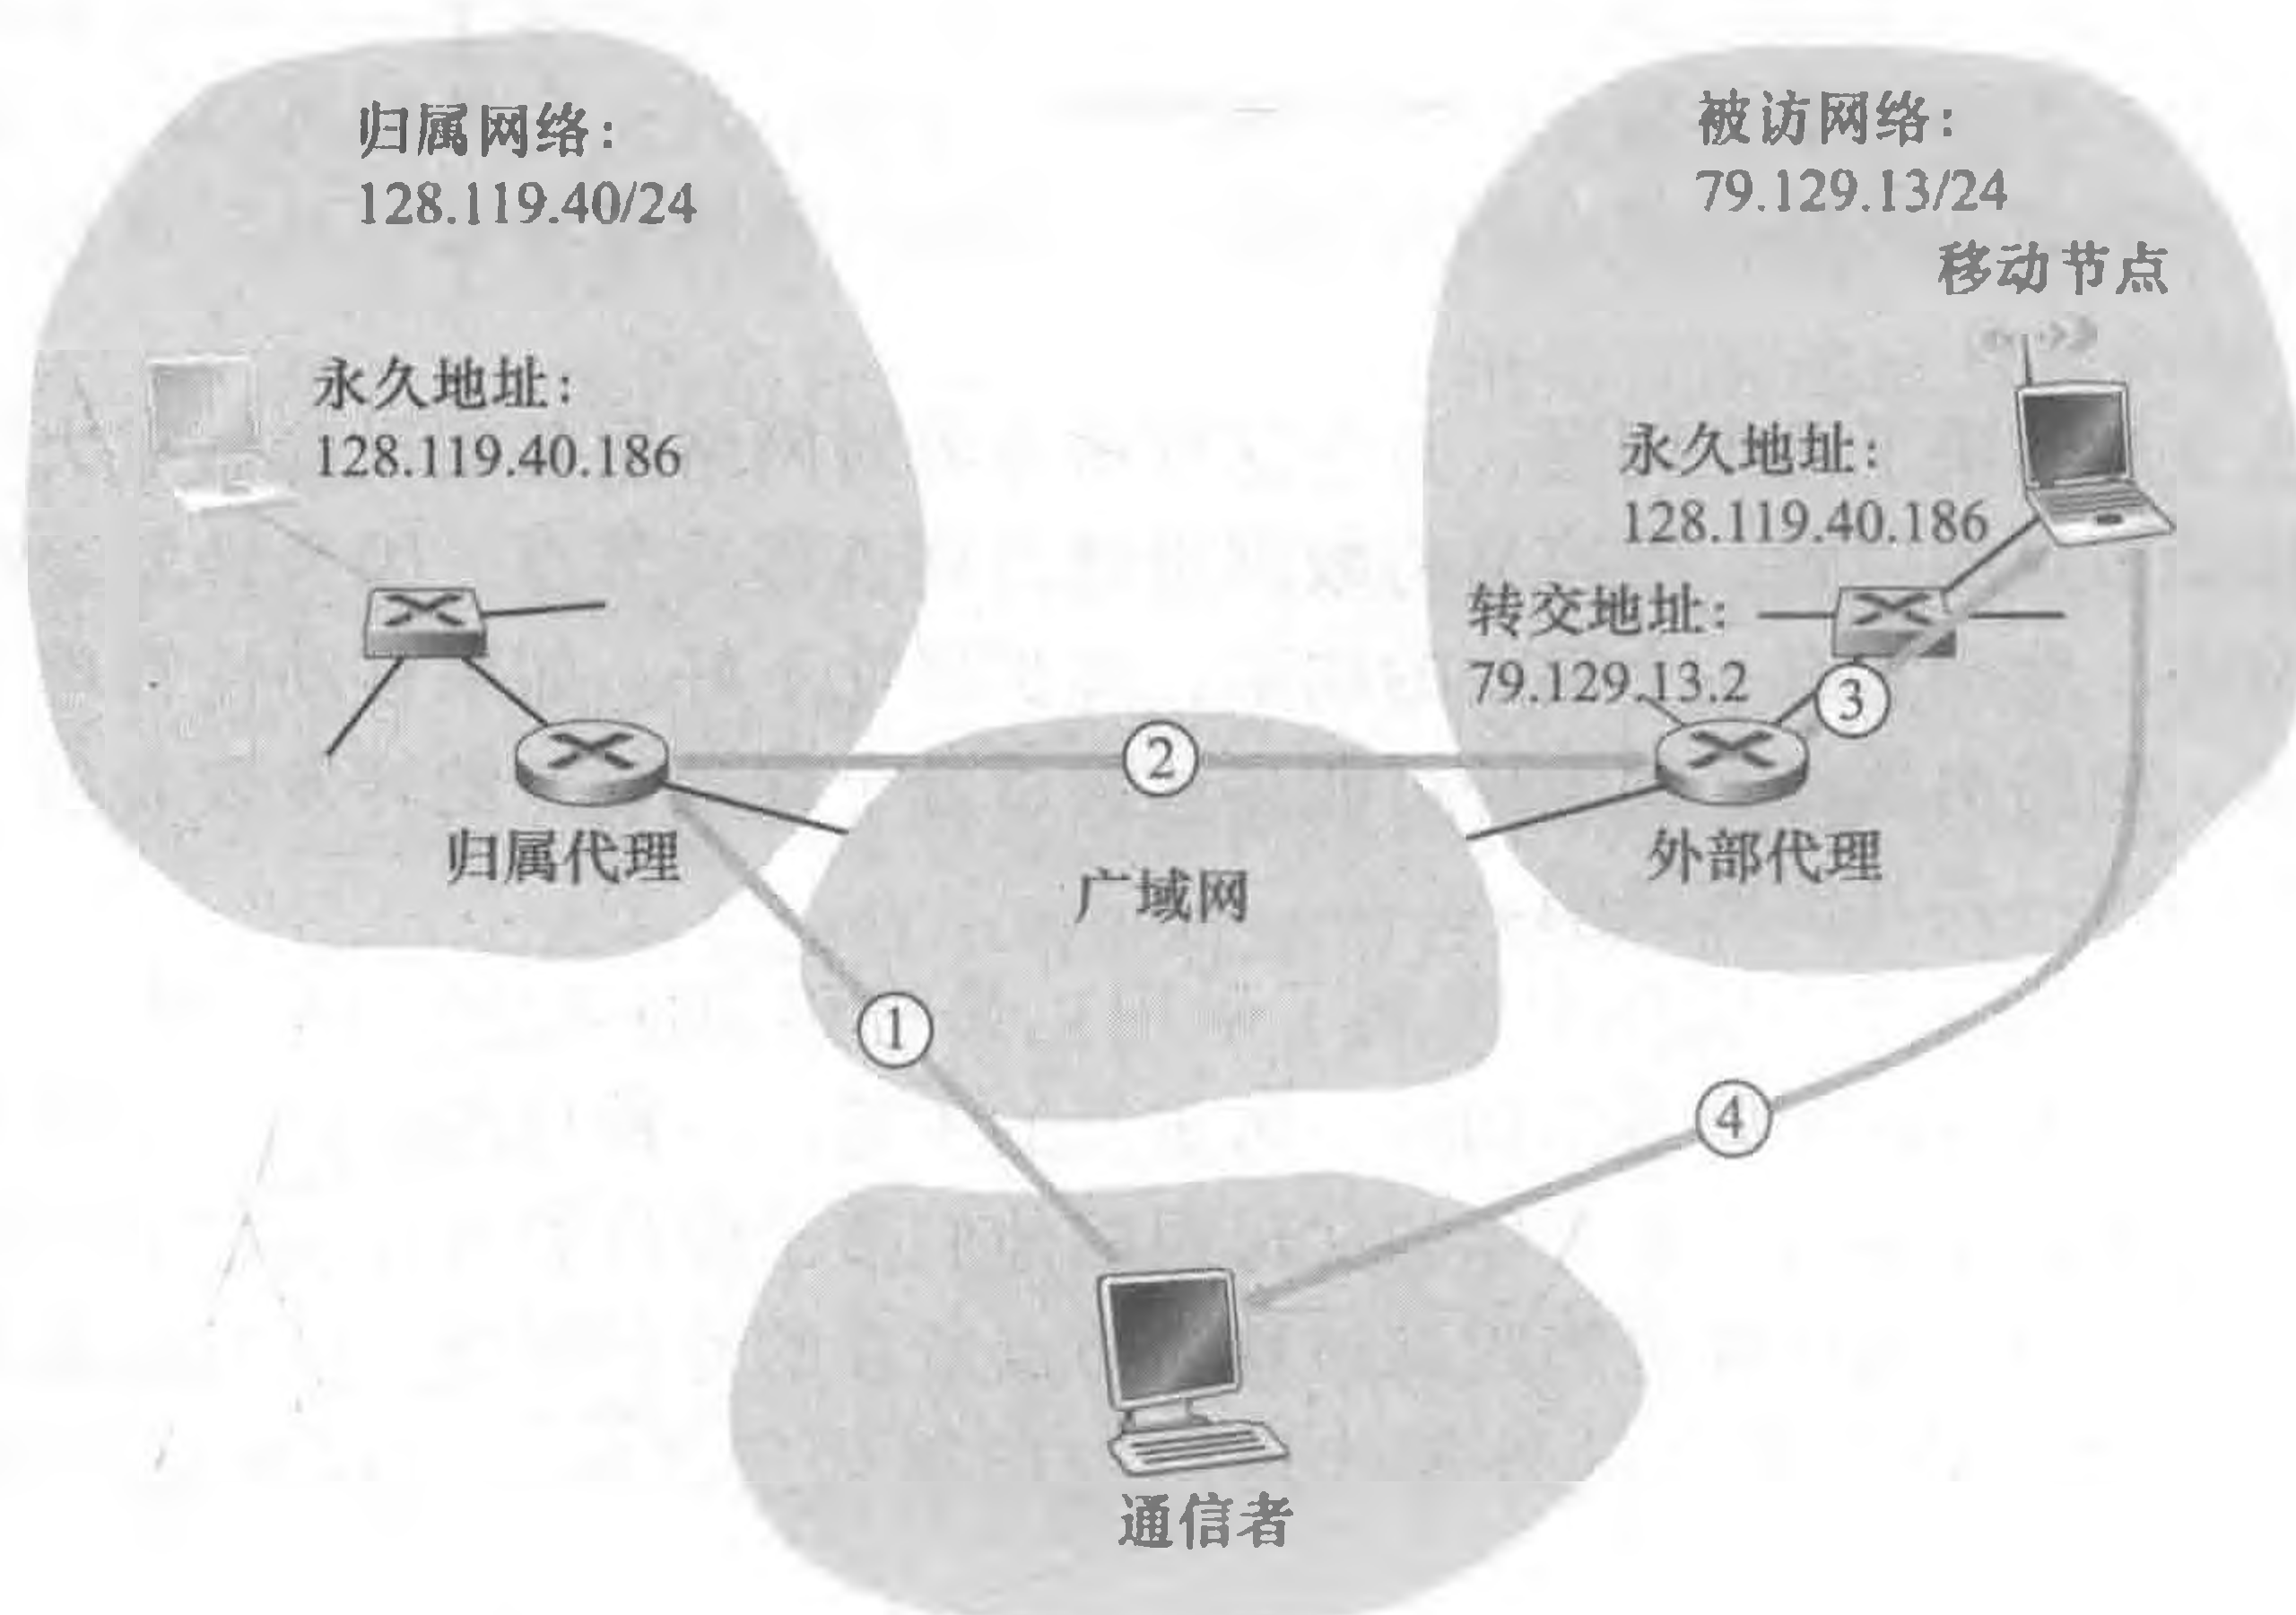 归属网络:
128.119.40/24
被访网络:
79.129.13/24
移动节点
永久地址:
128.119.40.186
永久地址:
128.119.40.186
转交地址:
79.129.13.2
③
②
归属代理
外部代理
广域网
①
④
通信者